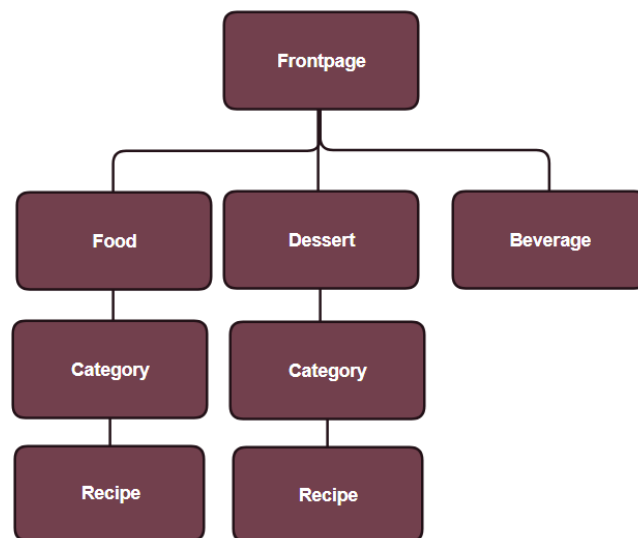 Frontpage
Food
Dessert
Beverage
Category
Category
Recipe
Recipe